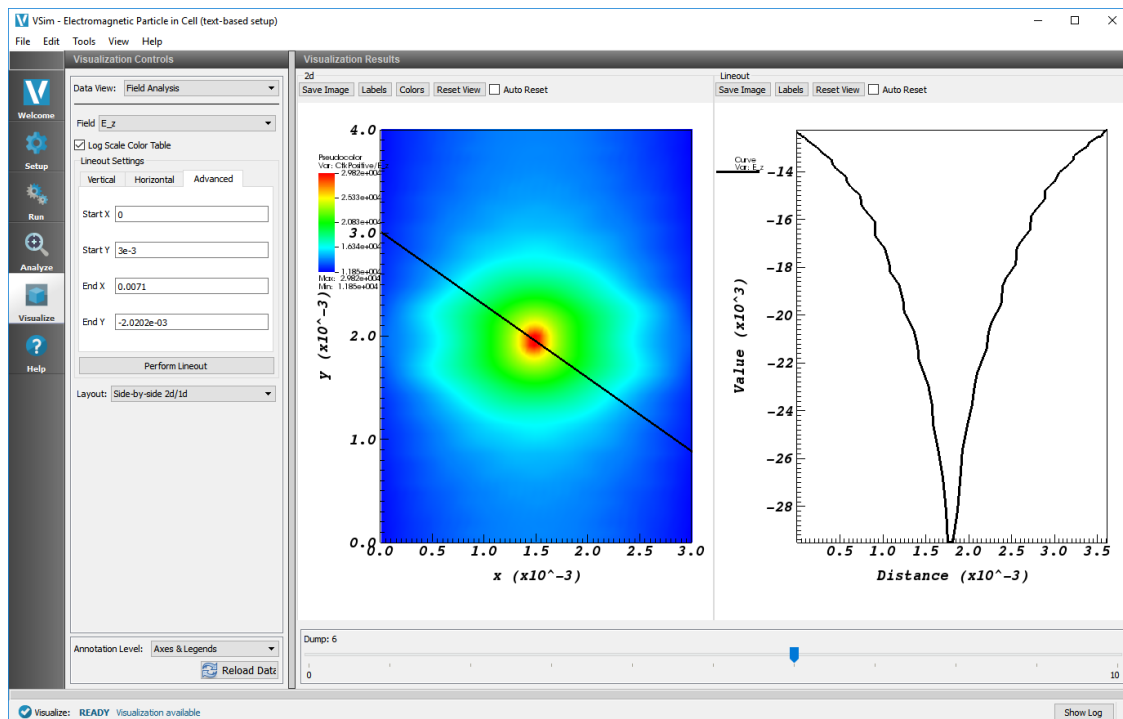 VSim - Electromagnetic Particle in Cell (text-based setup)
File Edit Tools View Help
Welcome
Setup
Run
Analyze
Visualize
Help
Visualization Controls
Data View: Field Analysis
Field E_z
Log Scale Color Table
Lineout Settings
Vertical Horizontal Advanced
Start X 0
Start Y 3e-3
End X 0.0071
End Y -2.0202e-03
Perform Lineout
Layout: Side-by-side 2d/1d
Annotation Level: Axes & Legends
Reload Data
Visualization Results
2d
Save Image Labels Colors Reset View Auto Reset
Pseudocolor
Var: CtkPositive/E_z
2.982e+004
2.533e+004
2.083e+004
1.634e+004
1.185e+004
Max: 2.982e+004
Min: 1.185e+004
4.0
3.0
2.0
1.0
0.0
y (x10^-3)
0.0 0.5 1.0 1.5 2.0 2.5 3.0
x (x10^-3)
Lineout
Save Image Labels Reset View Auto Reset
Curve
Var: E_z
-14
-16
-18
-20
-22
-24
-26
-28
Value (x10^3)
0.5 1.0 1.5 2.0 2.5 3.0 3.5
Distance (x10^-3)
Dump: 6
0 10
Visualize: READY Visualization available
Show Log